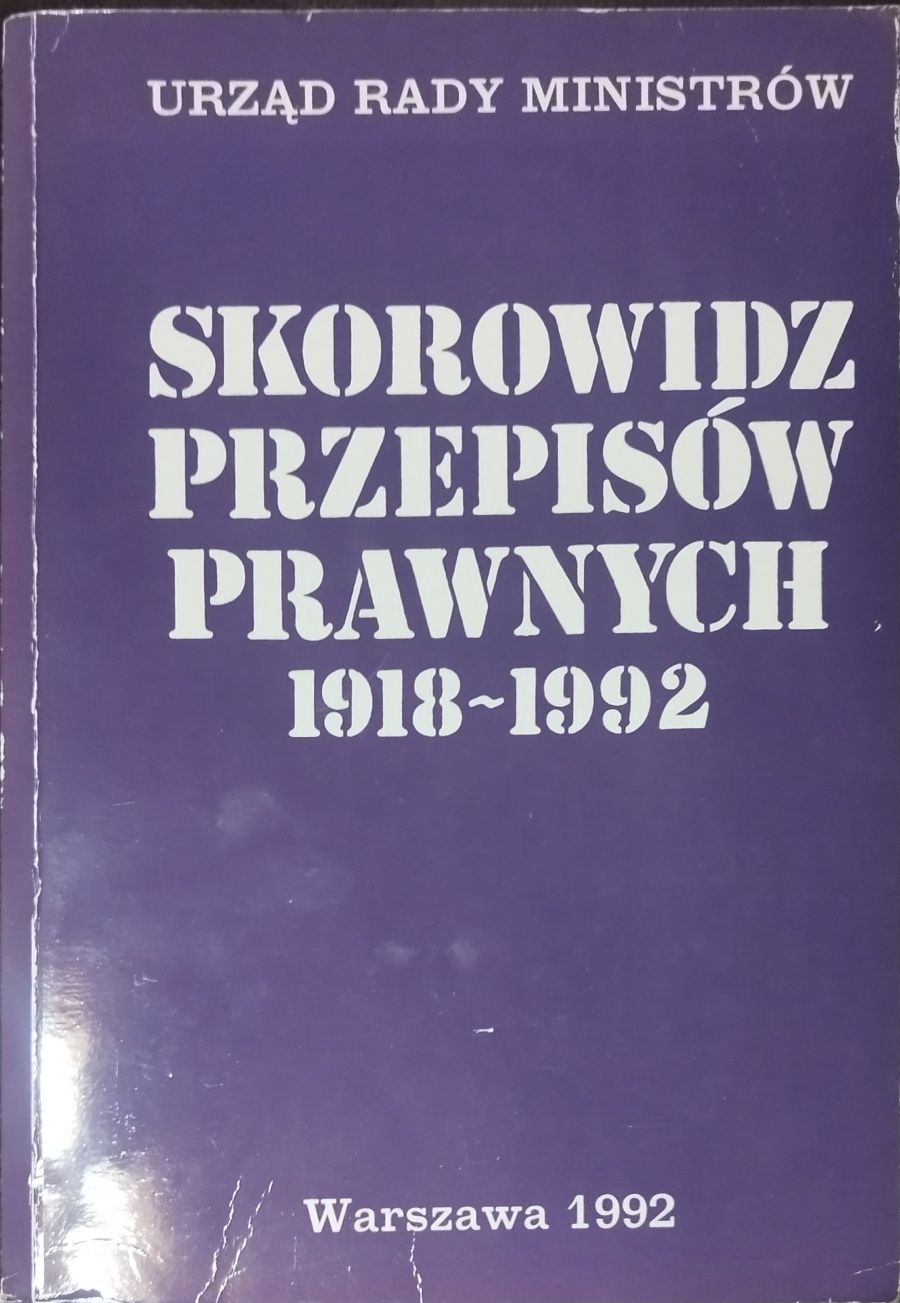 URZĄD RADY MINISTRÓW
SKOROWIDZ
PRZEPISÓW
PRAWNYCH
1918~1992
Warszawa 1992